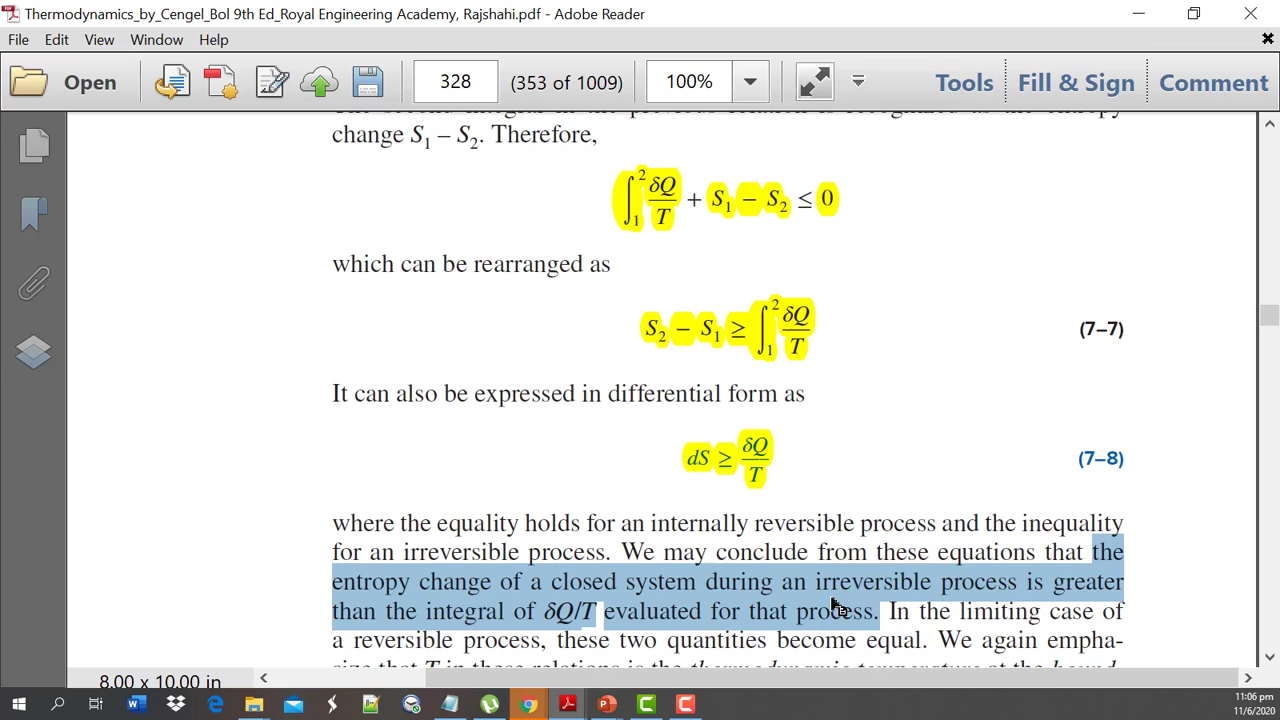 Thermodynamics_by_Cengel_Bol 9th Ed_Royal Engineering Academy, Rajshahi.pdf - Adobe Reader
File Edit View Window Help
Open 328 (353 of 1009) 100% Tools Fill & Sign Comment
change S₁ – S₂. Therefore,
∫₁² δQ/T + S₁ – S₂ ≤ 0
which can be rearranged as
S₂ – S₁ ≥ ∫₁² δQ/T (7–7)
It can also be expressed in differential form as
dS ≥ δQ/T (7–8)
where the equality holds for an internally reversible process and the inequality
for an irreversible process. We may conclude from these equations that the
entropy change of a closed system during an irreversible process is greater
than the integral of δQ/T evaluated for that process. In the limiting case of
a reversible process, these two quantities become equal. We again empha-
8.00 x 10.00 in
11:06 pm
11/6/2020